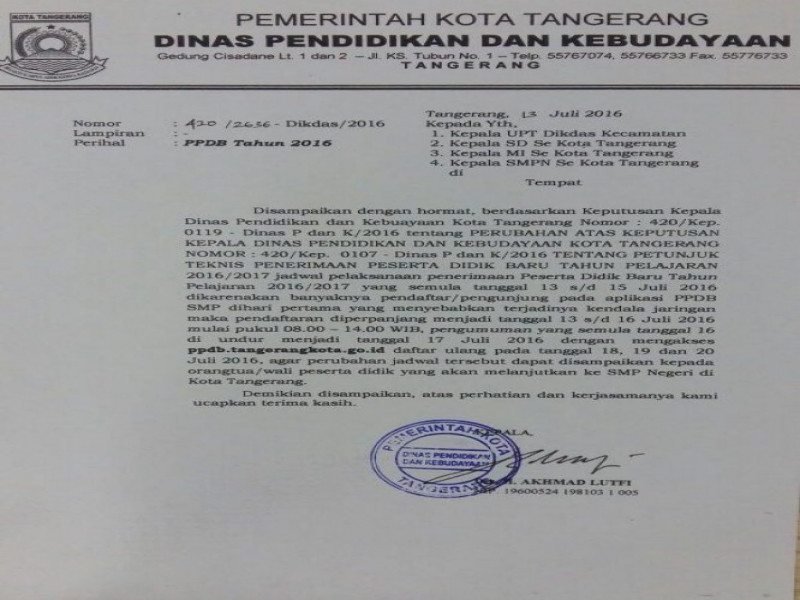 KOTA TANGERANG
PEMERINTAH KOTA TANGERANG
DINAS PENDIDIKAN DAN KEBUDAYAAN
Gedung Cisadane Lt. 1 dan 2 – Jl. KS. Tubun No. 1 – Telp. 55767074, 55766733 Fax. 55776733
TANGERANG
Tangerang, 13 Juli 2016
Nomor : 420 /2656 - Dikdas/2016
Lampiran : -
Perihal : PPDB Tahun 2016
Kepada Yth,
1. Kepala UPT Dikdas Kecamatan
2. Kepala SD Se Kota Tangerang
3. Kepala MI Se Kota Tangerang
4. Kepala SMPN Se Kota Tangerang
di
Tempat
Disampaikan dengan hormat, berdasarkan Keputusan Kepala
Dinas Pendidikan dan Kebuayaan Kota Tangerang Nomor : 420/Kep.
0119 - Dinas P dan K/2016 tentang PERUBAHAN ATAS KEPUTUSAN
KEPALA DINAS PENDIDIKAN DAN KEBUDAYAAN KOTA TANGERANG
NOMOR : 420/Kep. 0107 - Dinas P dan K/2016 TENTANG PETUNJUK
TEKNIS PENERIMAAN PESERTA DIDIK BARU TAHUN PELAJARAN
2016/2017 jadwal pelaksanaan penerimaan Peserta Didik Baru Tahun
Pelajaran 2016/2017 yang semula tanggal 13 s/d 15 Juli 2016
dikarenakan banyaknya pendaftar/pengunjung pada aplikasi PPDB
SMP dihari pertama yang menyebabkan terjadinya kendala jaringan
maka pendaftaran diperpanjang menjadi tanggal 13 s/d 16 Juli 2016
mulai pukul 08.00 – 14.00 WIB, pengumuman yang semula tanggal 16
di undur menjadi tanggal 17 Juli 2016 dengan mengakses
ppdb.tangerangkota.go.id daftar ulang pada tanggal 18, 19 dan 20
Juli 2016, agar perubahan jadwal tersebut dapat disampaikan kepada
orangtua/wali peserta didik yang akan melanjutkan ke SMP Negeri di
Kota Tangerang.
Demikian disampaikan, atas perhatian dan kerjasamanya kami
ucapkan terima kasih.
KEPALA,
PEMERINTAH KOTA
DINAS PENDIDIKAN
DAN KEBUDAYAAN
TANGERANG
H. AKHMAD LUTFI
NIP. 19600524 198103 1 005